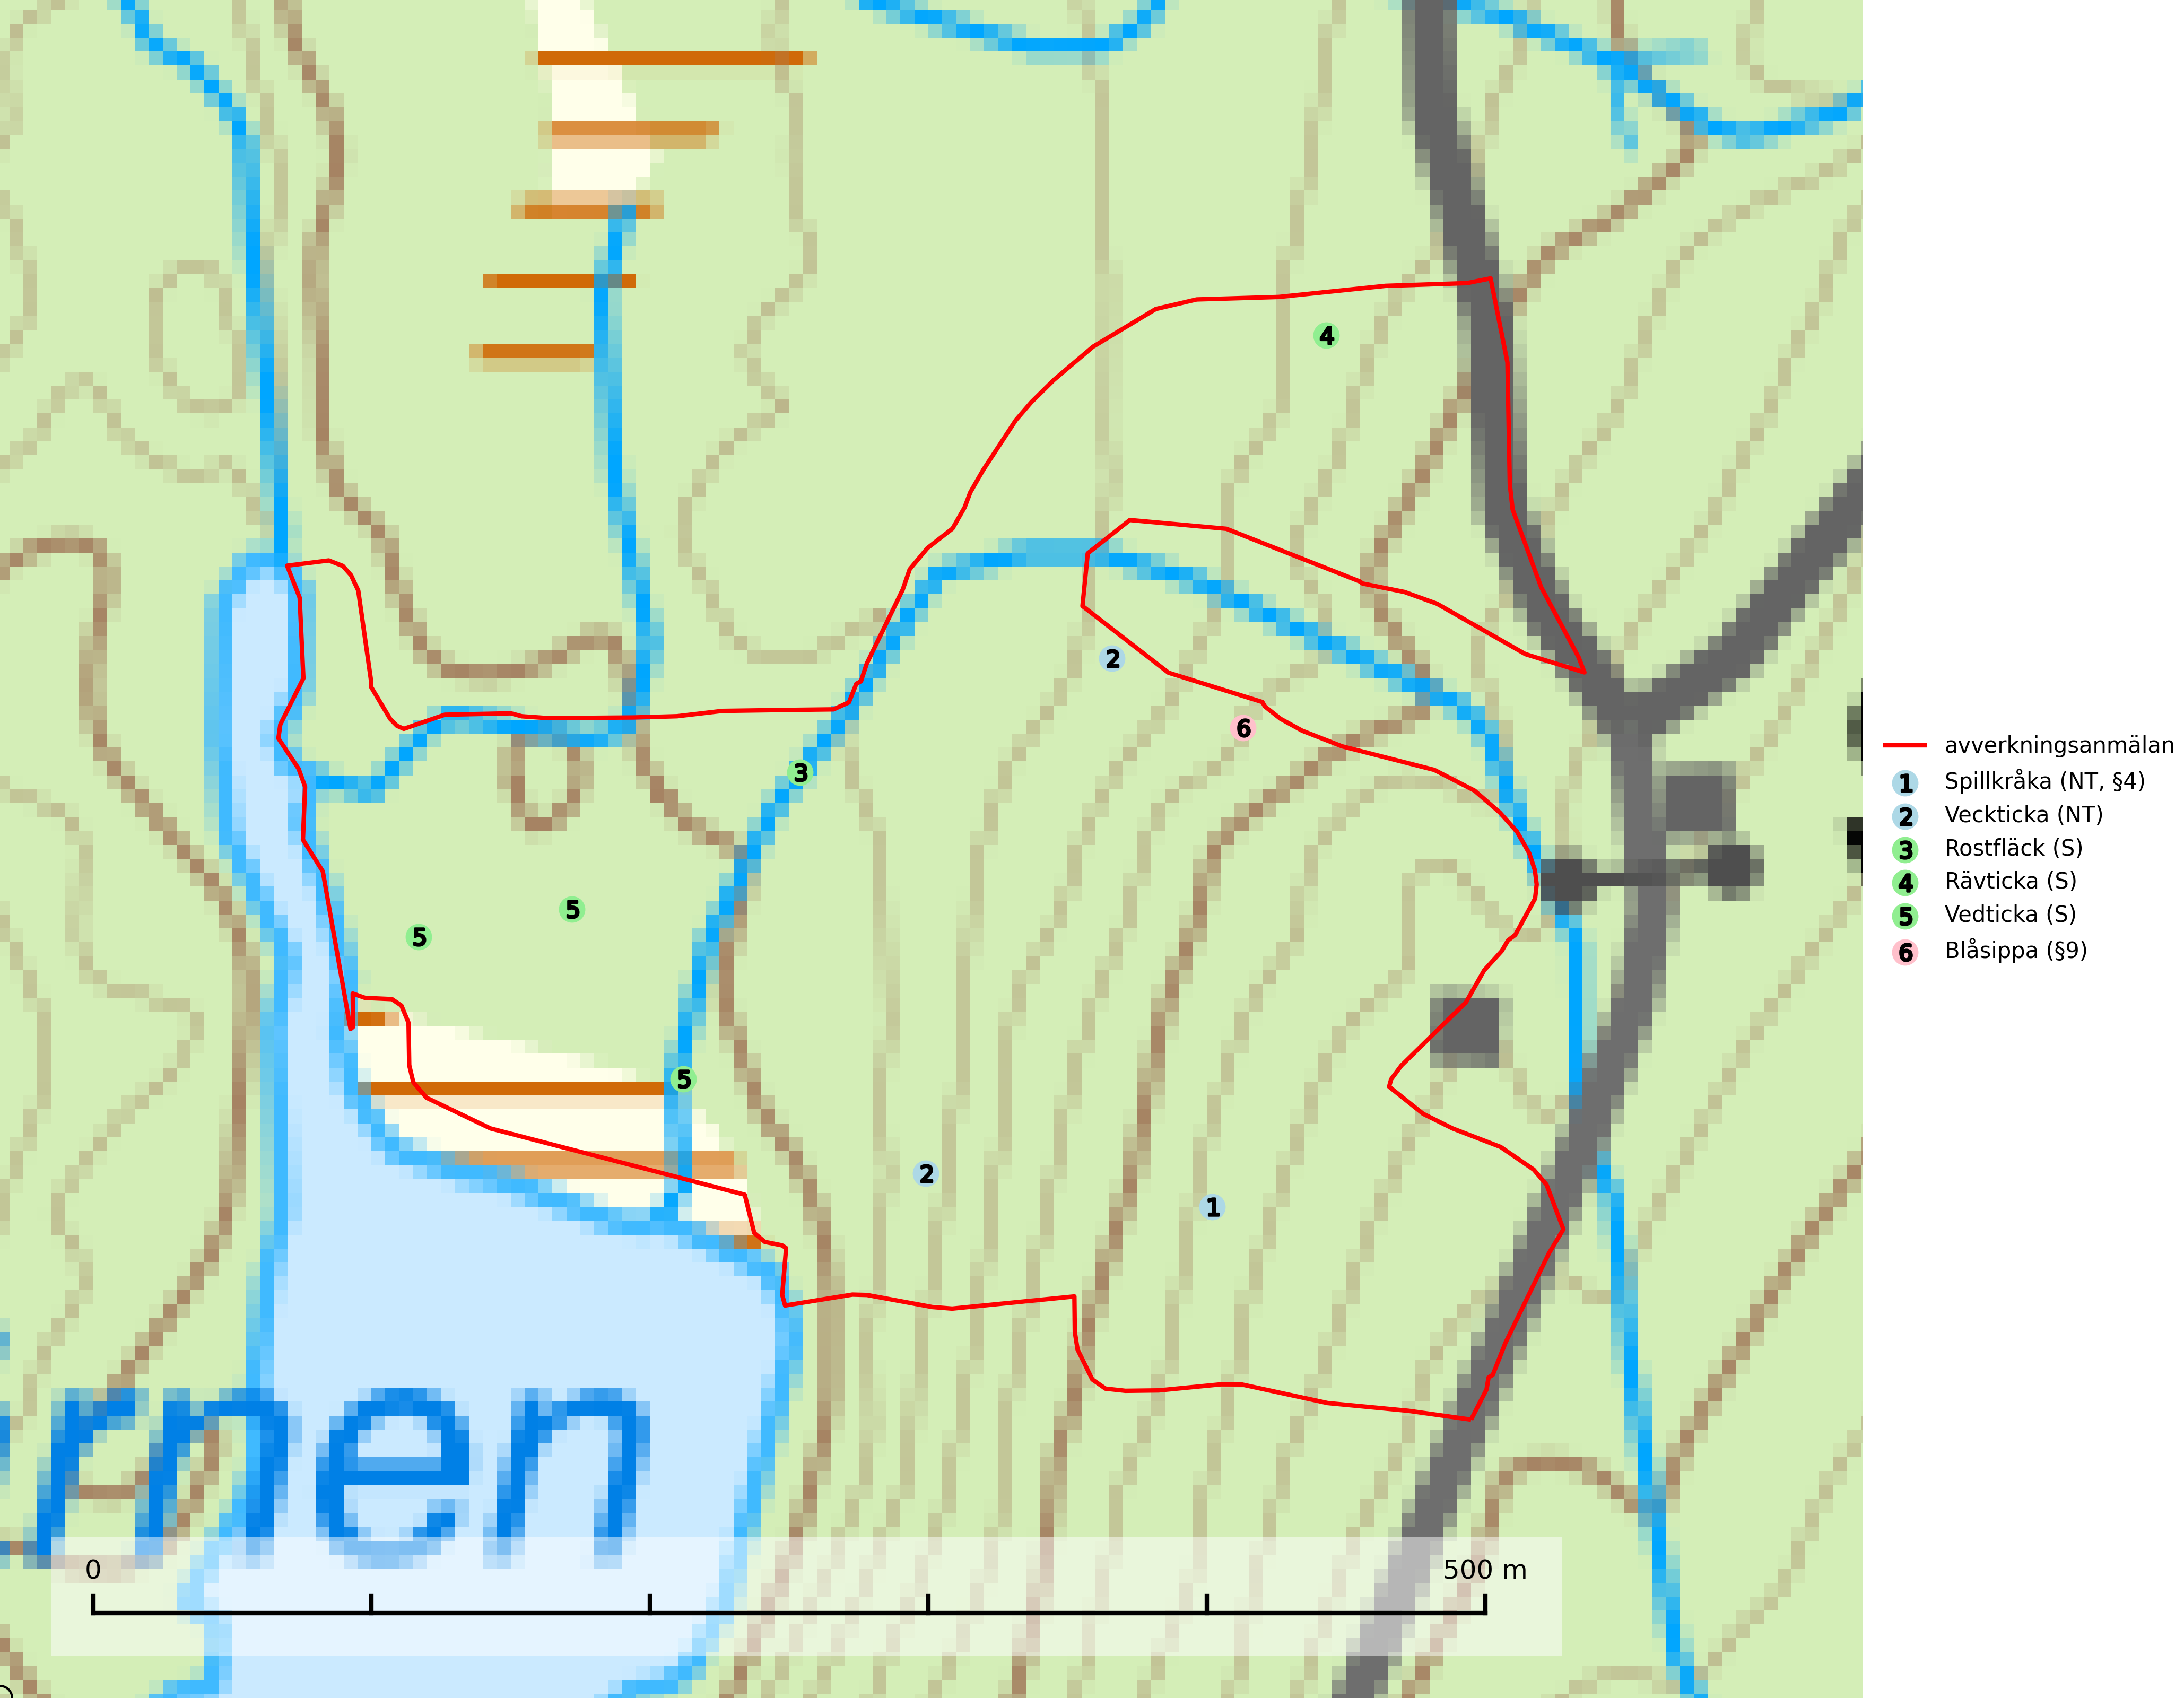 4
2
6
3
5
5
5
2
1
rnen
0 500 m
avverkningsanmälan
1 Spillkråka (NT, §4)
2 Veckticka (NT)
3 Rostfläck (S)
4 Rävticka (S)
5 Vedticka (S)
6 Blåsippa (§9)